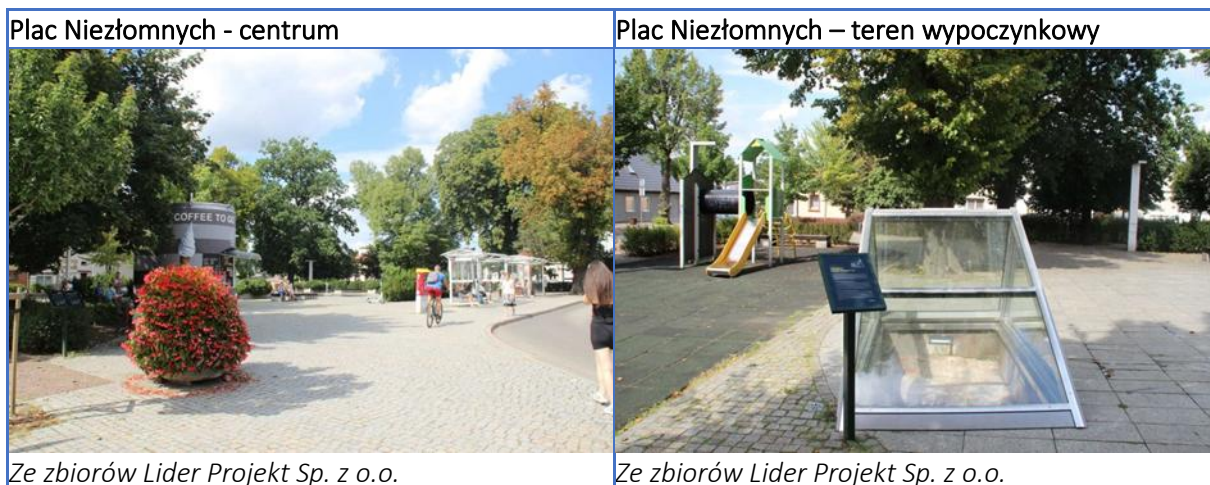 Plac Niezłomnych - centrum
Plac Niezłomnych – teren wypoczynkowy
COFFEE TO GO
Ze zbiorów Lider Projekt Sp. z o.o.
Ze zbiorów Lider Projekt Sp. z o.o.